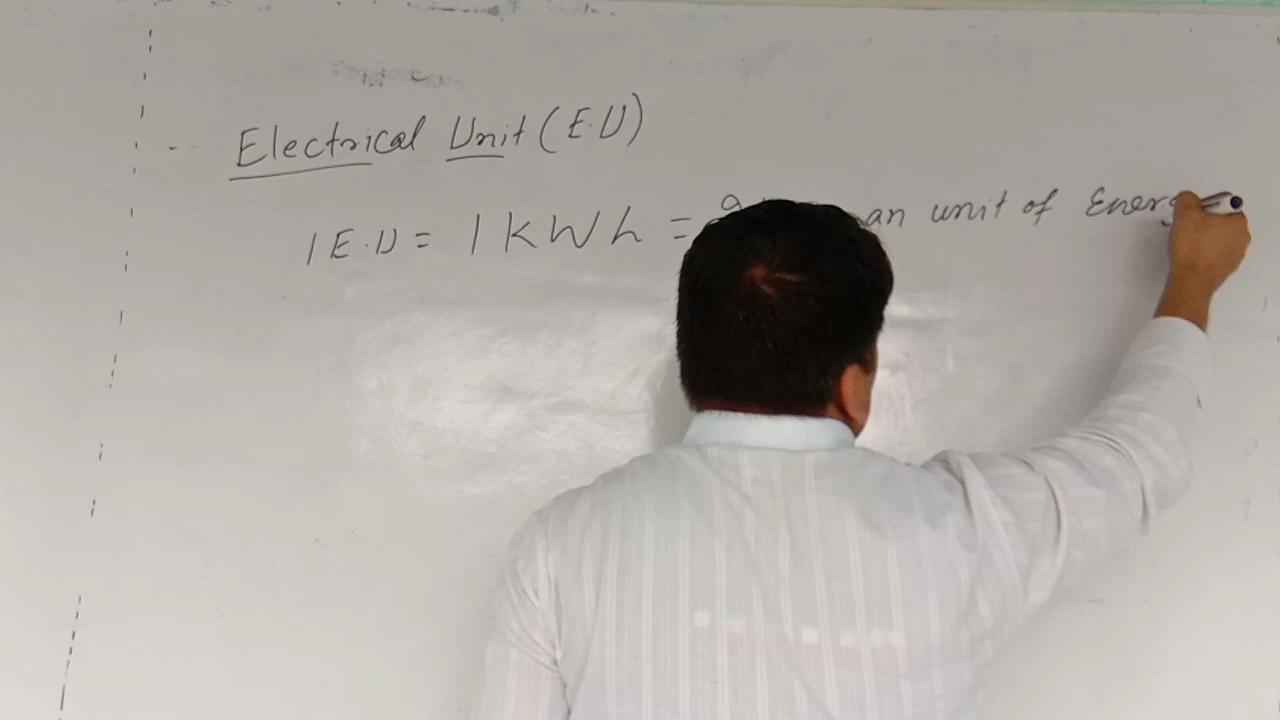 Electrical Unit (E.U)
1 E.U = 1 kWh = an unit of Energ